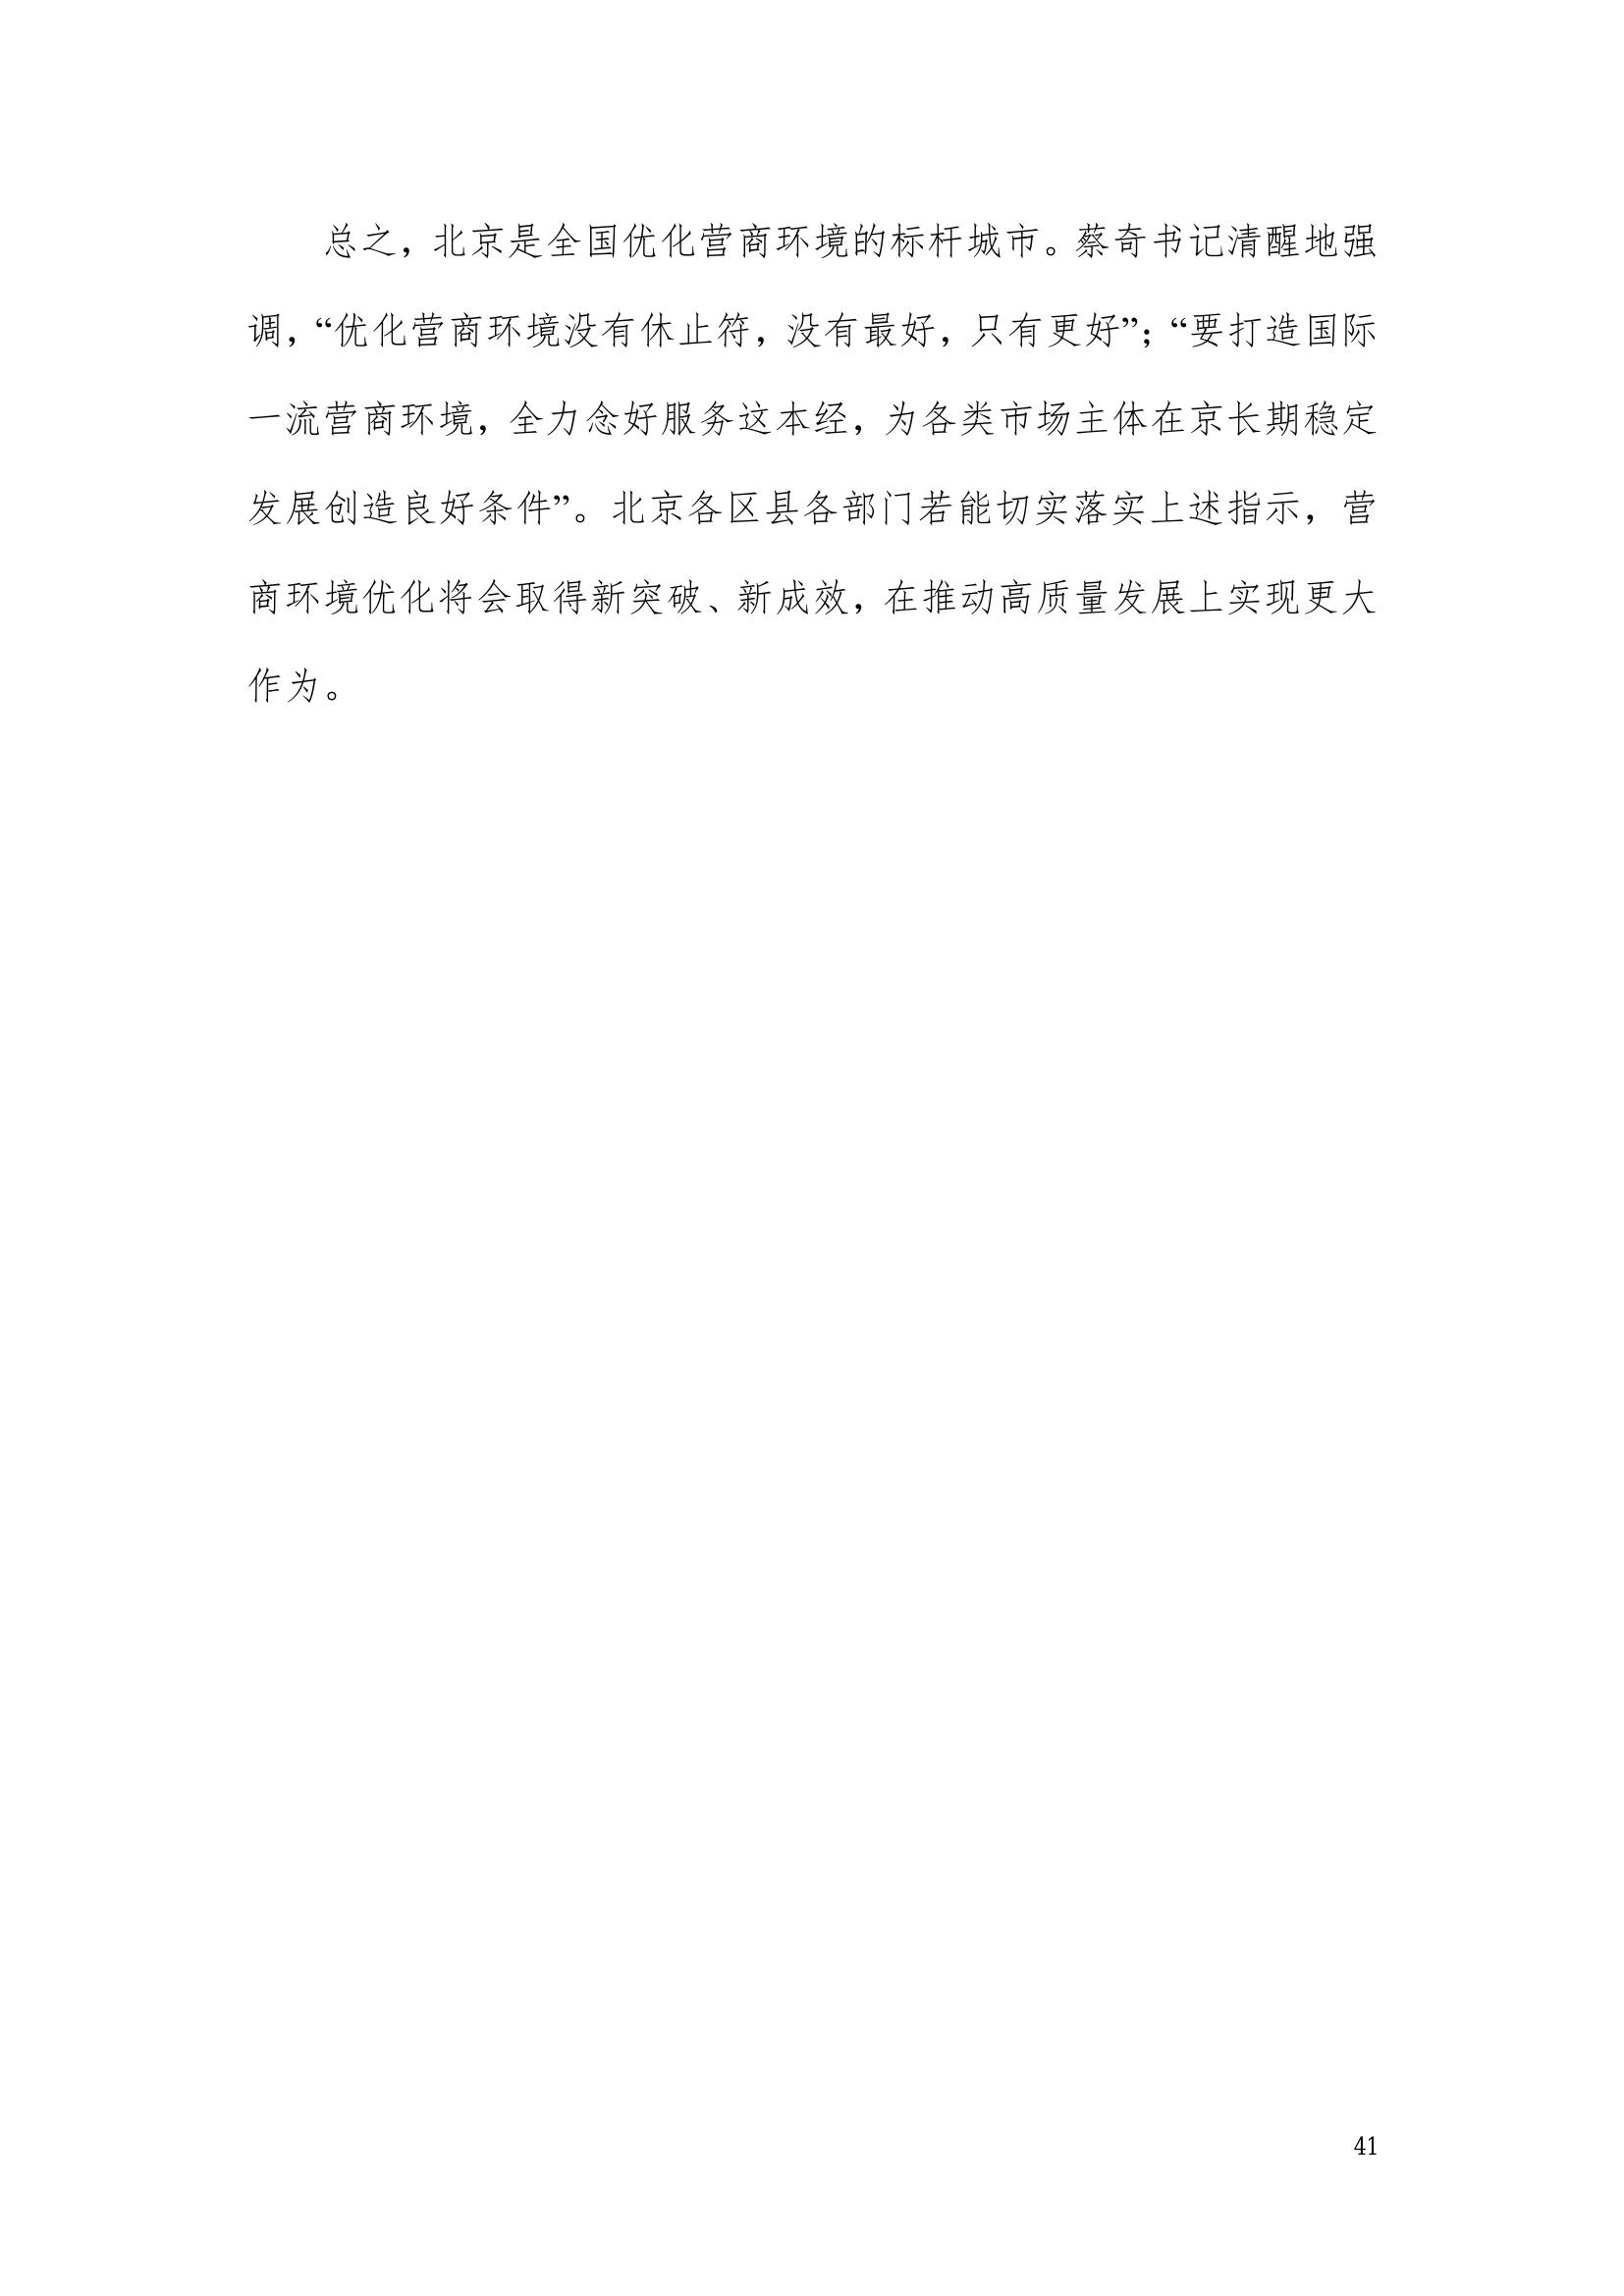 总之，北京是全国优化营商环境的标杆城市。蔡奇书记清醒地强
调，“优化营商环境没有休止符，没有最好，只有更好”；“要打造国际
一流营商环境，全力念好服务这本经，为各类市场主体在京长期稳定
发展创造良好条件”。北京各区县各部门若能切实落实上述指示，营
商环境优化将会取得新突破、新成效，在推动高质量发展上实现更大
作为。
41